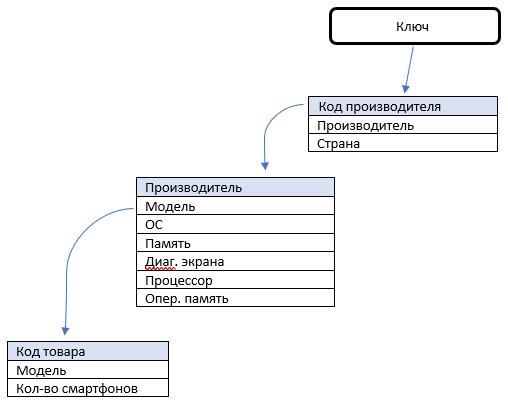 Ключ
Код производителя
Производитель
Страна
Производитель
Модель
ОС
Память
Диаг. экрана
Процессор
Опер. память
Код товара
Модель
Кол-во смартфонов